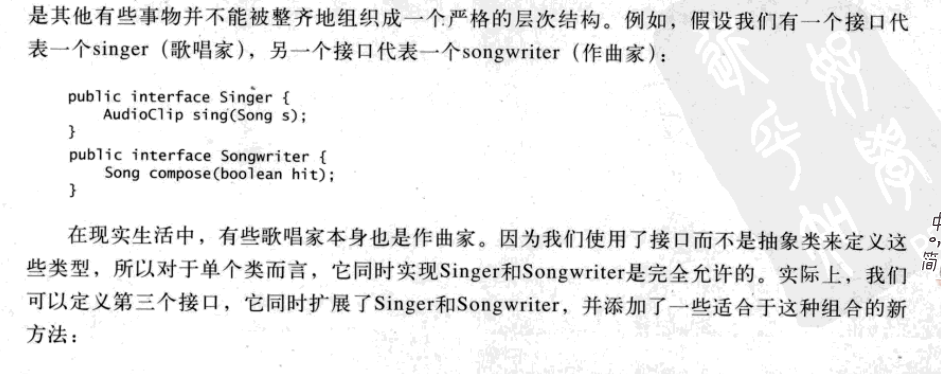 是其他有些事物并不能被整齐地组织成一个严格的层次结构。例如，假设我们有一个接口代
表一个singer（歌唱家），另一个接口代表一个songwriter（作曲家）：
public interface Singer {
    AudioClip sing(Song s);
}
public interface Songwriter {
    Song compose(boolean hit);
}
在现实生活中，有些歌唱家本身也是作曲家。因为我们使用了接口而不是抽象类来定义这
些类型，所以对于单个类而言，它同时实现Singer和Songwriter是完全允许的。实际上，我们
可以定义第三个接口，它同时扩展了Singer和Songwriter，并添加了一些适合于这种组合的新
方法：
简